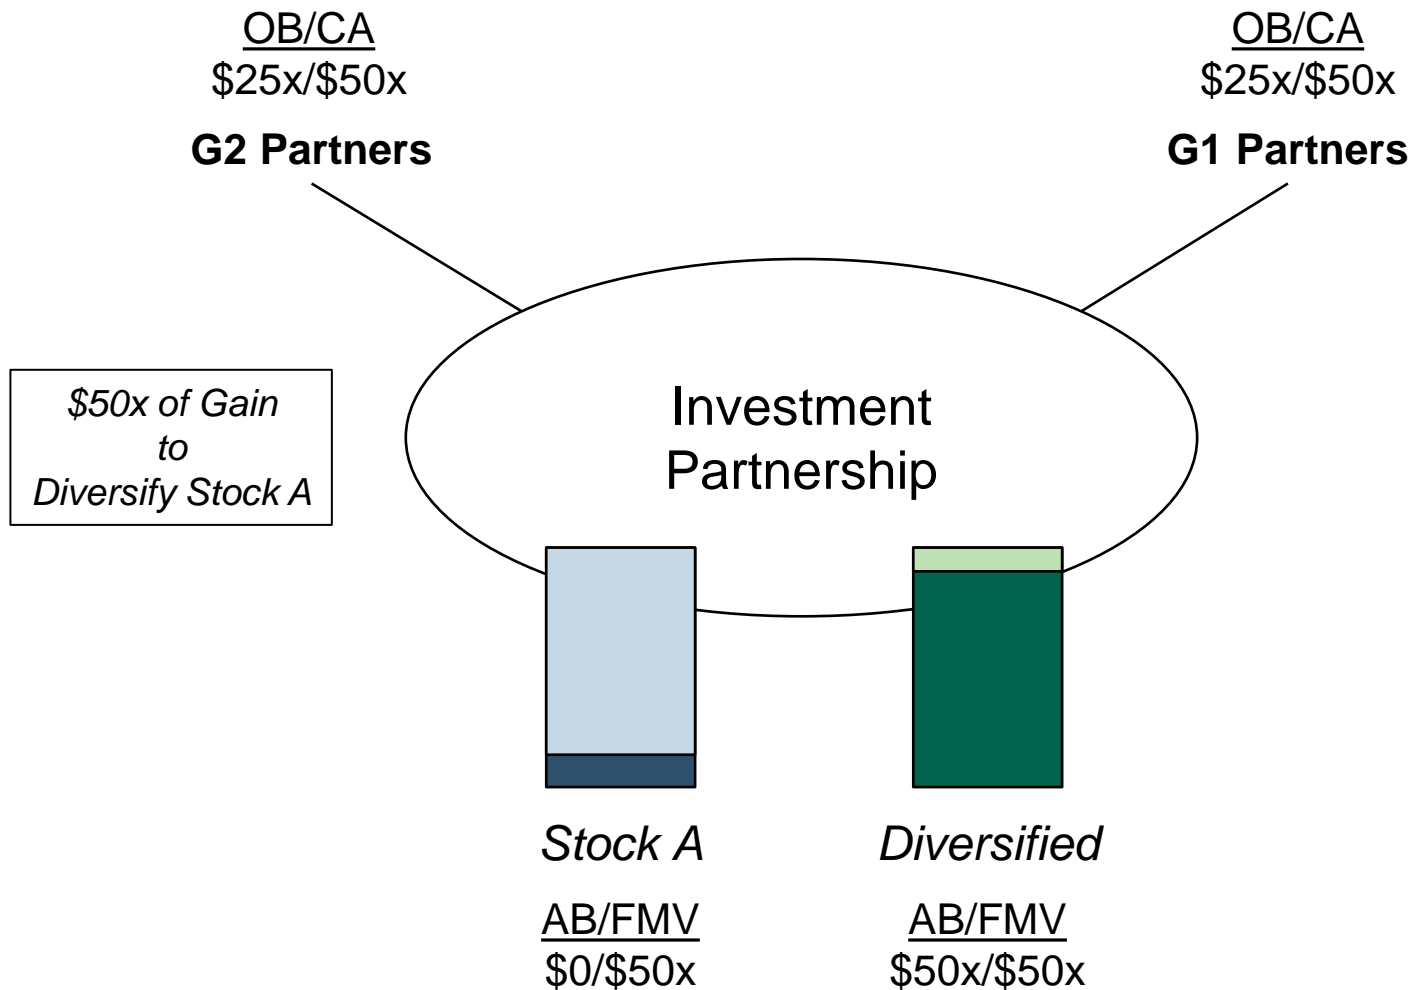 OB/CA
$25x/$50x
G2 Partners
OB/CA
$25x/$50x
G1 Partners
$50x of Gain
to
Diversify Stock A
Investment
Partnership
Stock A
AB/FMV
$0/$50x
Diversified
AB/FMV
$50x/$50x